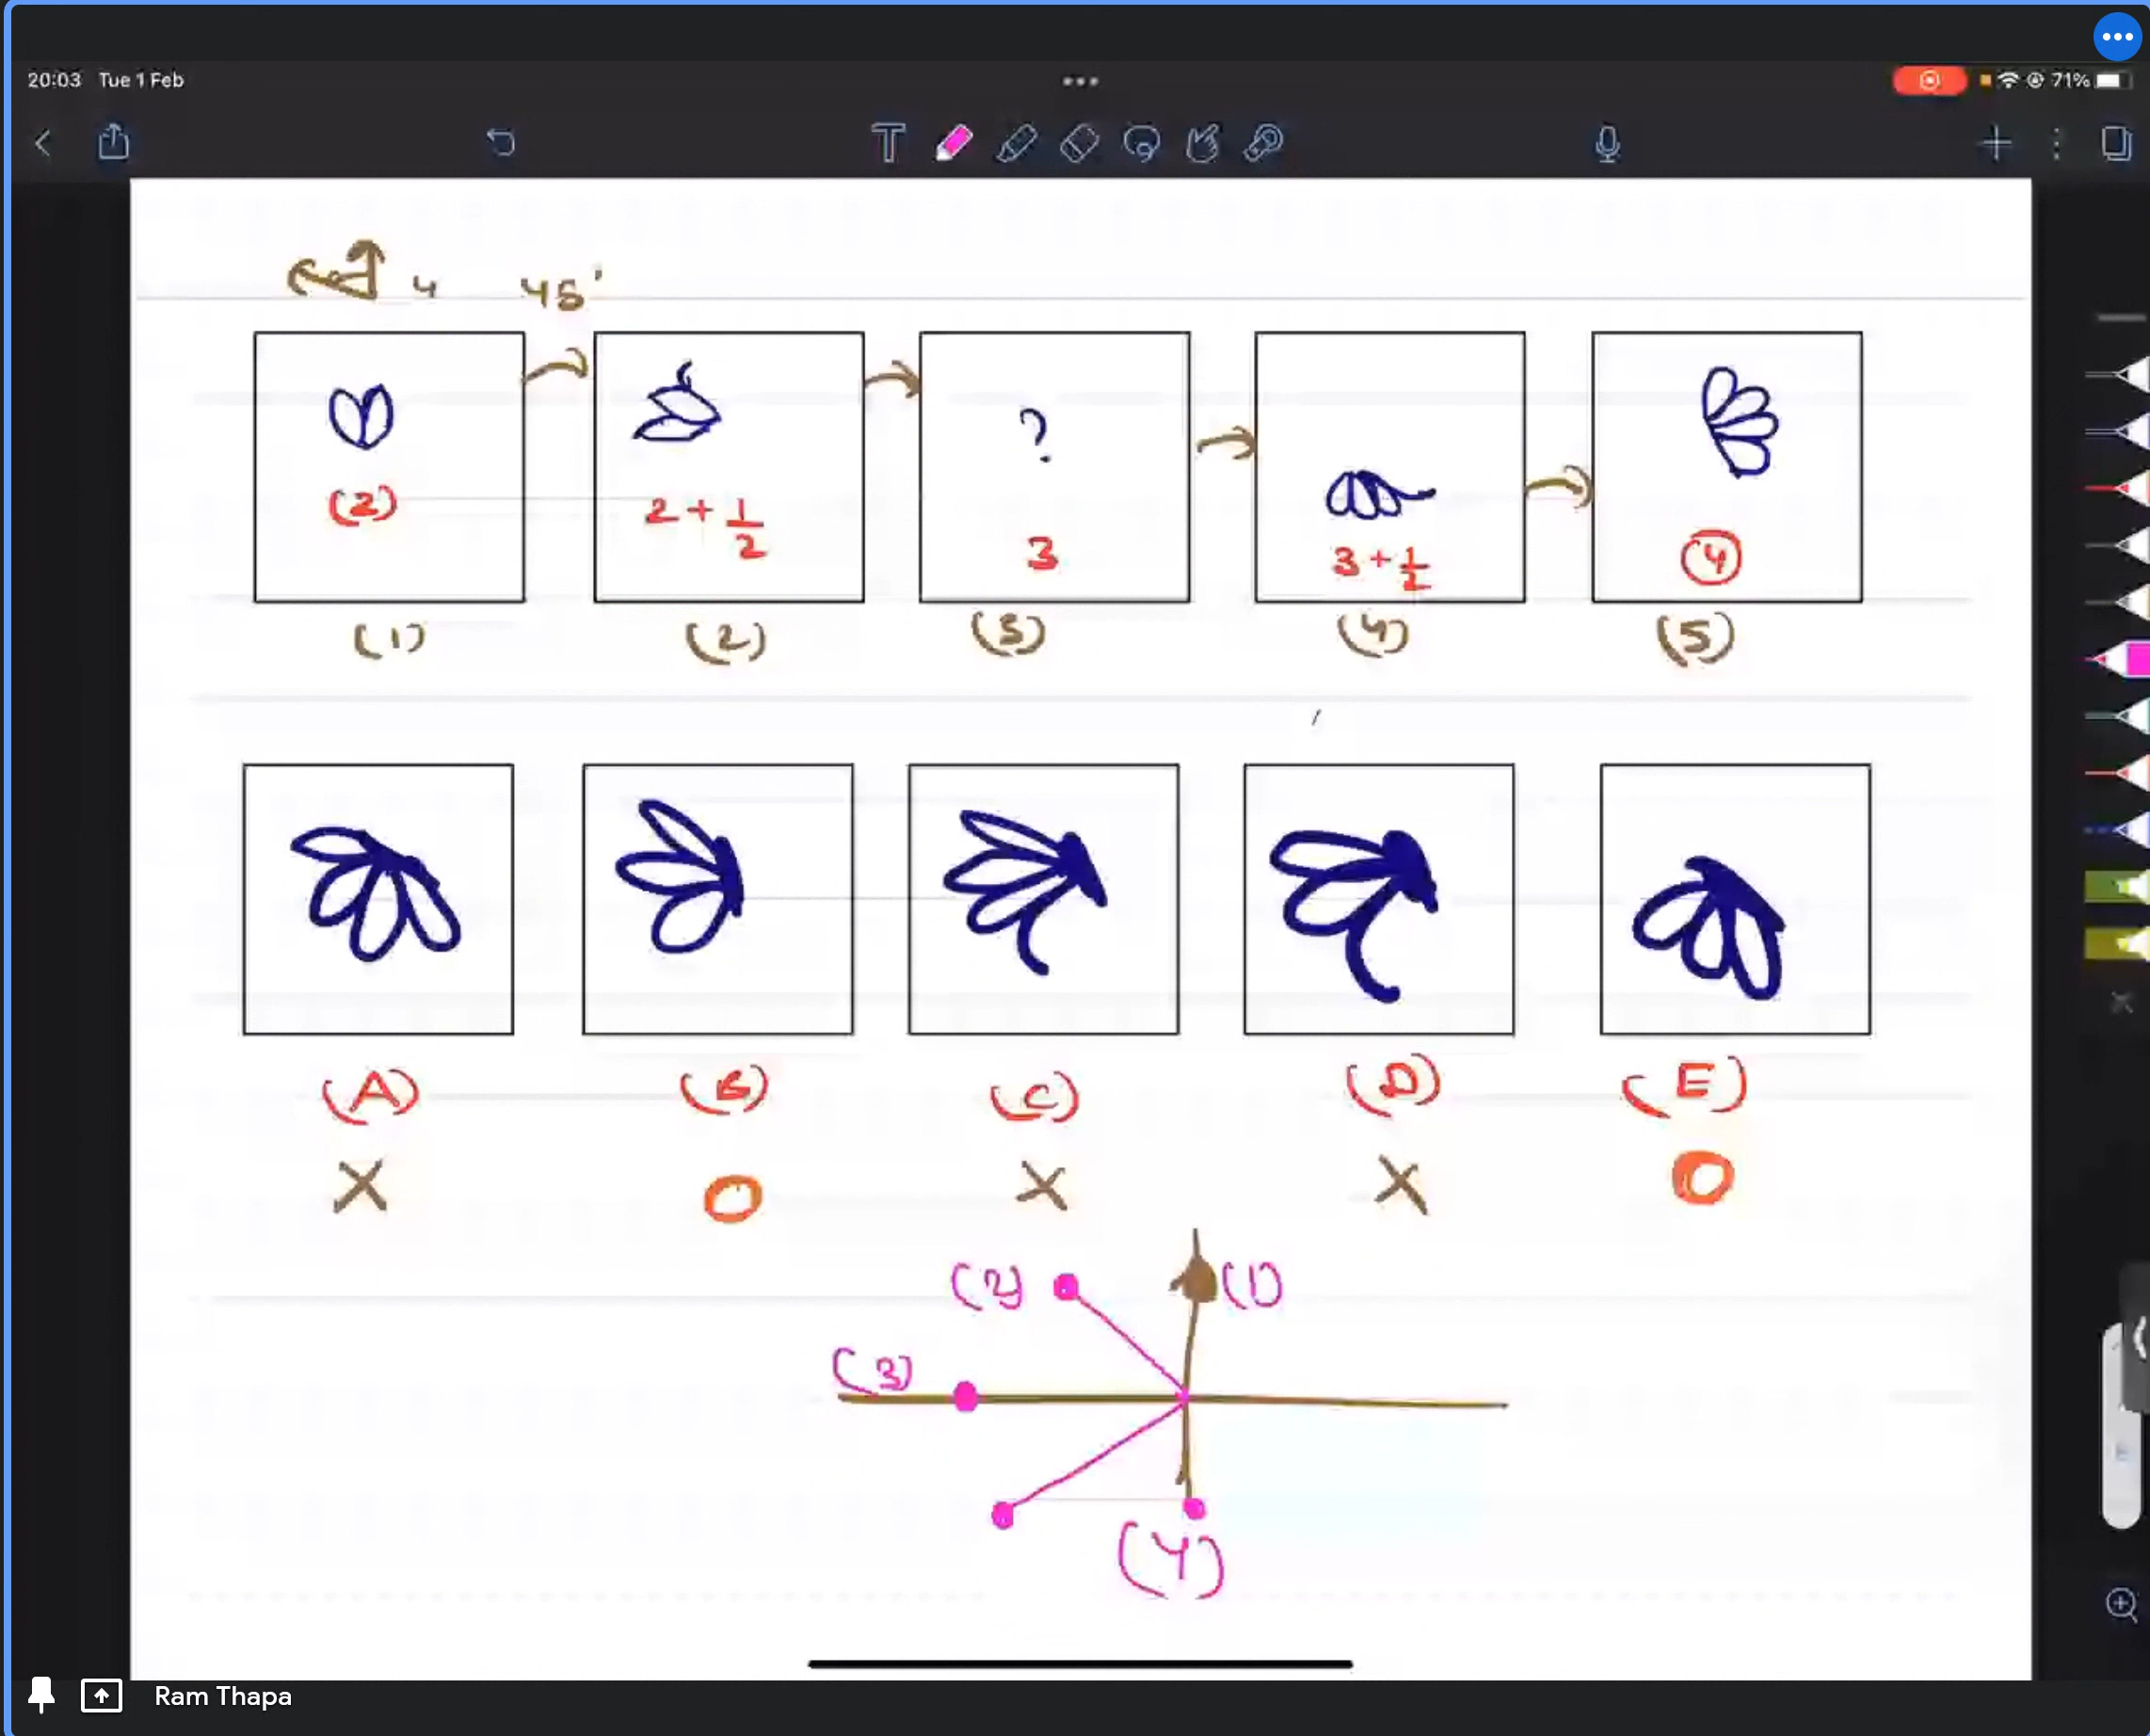 20:03 Tue 1 Feb
71%
T
4 45°
?
(2)
2 + 1/2
3
3 + 1/2
4
(1) (2) (3) (4) (5)
(A) (B) (C) (D) (E)
X O X X O
(2) (1)
(3)
(4)
Ram Thapa